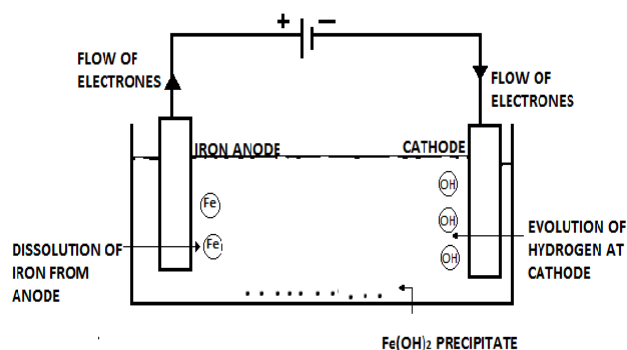 + −
FLOW OF
ELECTRONES
FLOW OF
ELECTRONES
IRON ANODE
CATHODE
Fe
Fe
OH
OH
OH
DISSOLUTION OF
IRON FROM
ANODE
EVOLUTION OF
HYDROGEN AT
CATHODE
Fe(OH)₂ PRECIPITATE